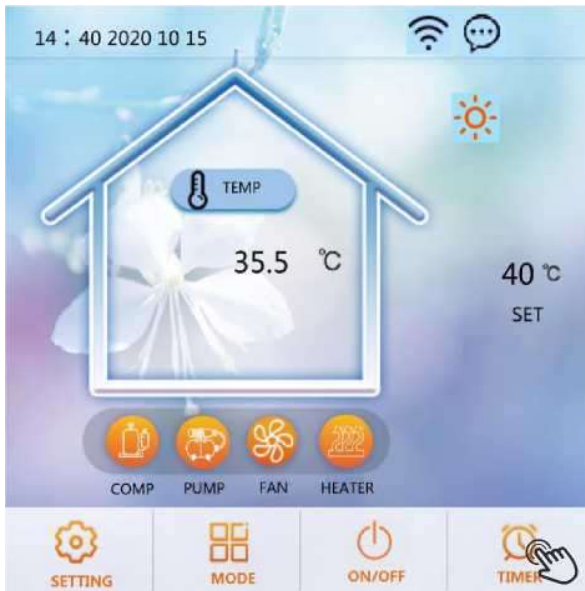 14：40 2020 10 15
TEMP
35.5 ℃
40 ℃
SET
COMP PUMP FAN HEATER
SETTING MODE ON/OFF TIMER